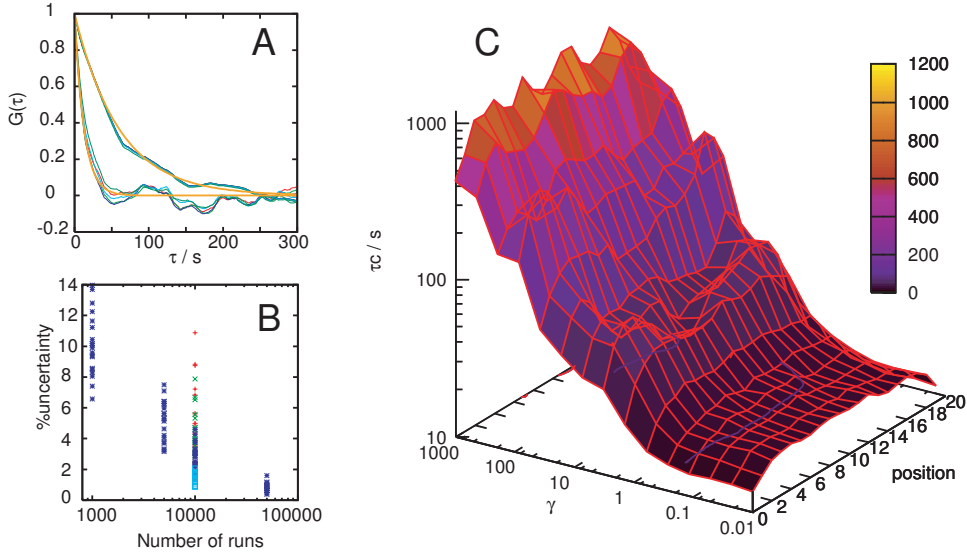 A
1
0.8
0.6
0.4
0.2
0
-0.2
G(τ)
0 100 200 300
τ / s
B
14
12
10
8
6
4
2
0
%uncertainty
1000 10000 100000
Number of runs
C
1000
100
10
τc / s
1000 100 10 1 0.1 0.01
γ
0 2 4 6 8 10 12 14 16 18 20
position
1200
1000
800
600
400
200
0